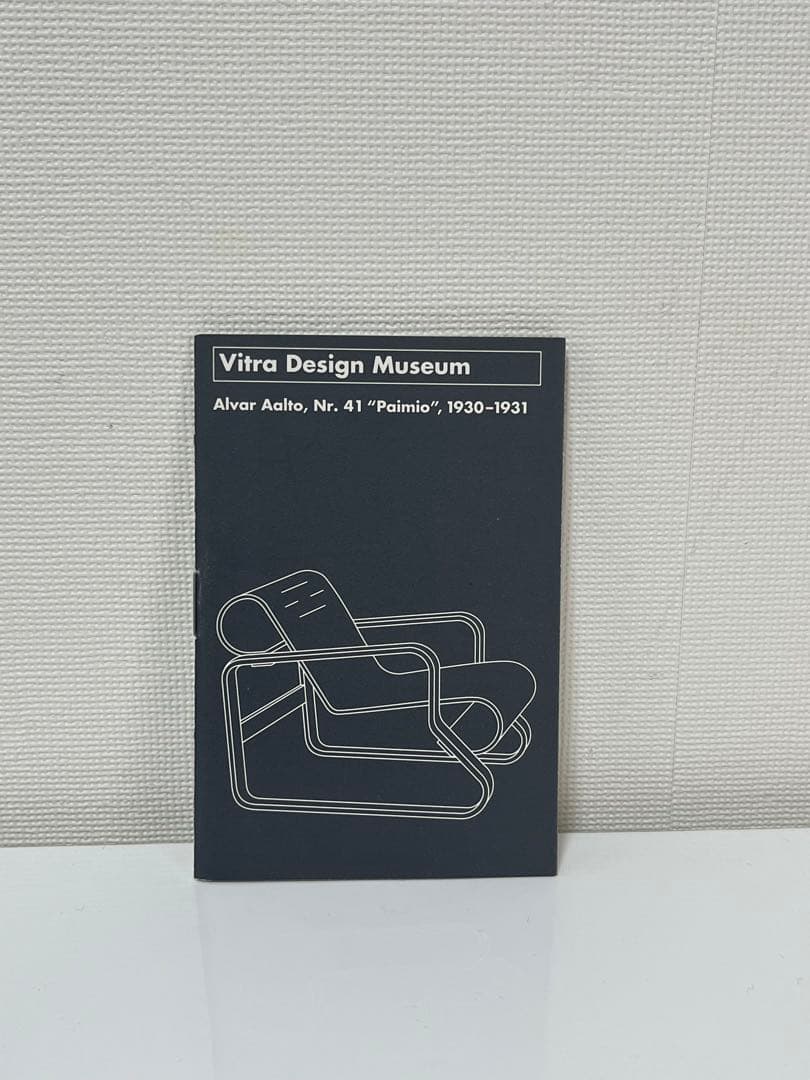 Vitra Design Museum
Alvar Aalto, Nr. 41 “Paimio”, 1930–1931